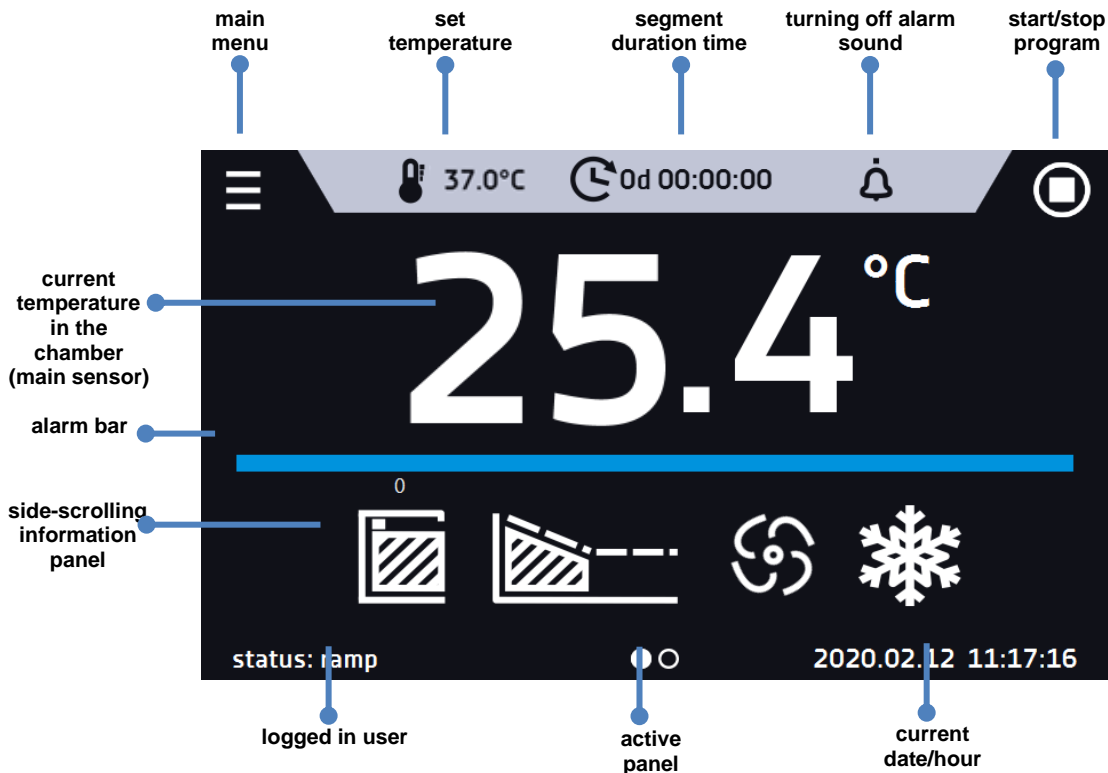 main
menu
set
temperature
segment
duration time
turning off alarm
sound
start/stop
program
37.0°C
0d 00:00:00
25.4 °C
current
temperature
in the
chamber
(main sensor)
alarm bar
0
side-scrolling
information
panel
status: ramp
2020.02.12 11:17:16
logged in user
active
panel
current
date/hour